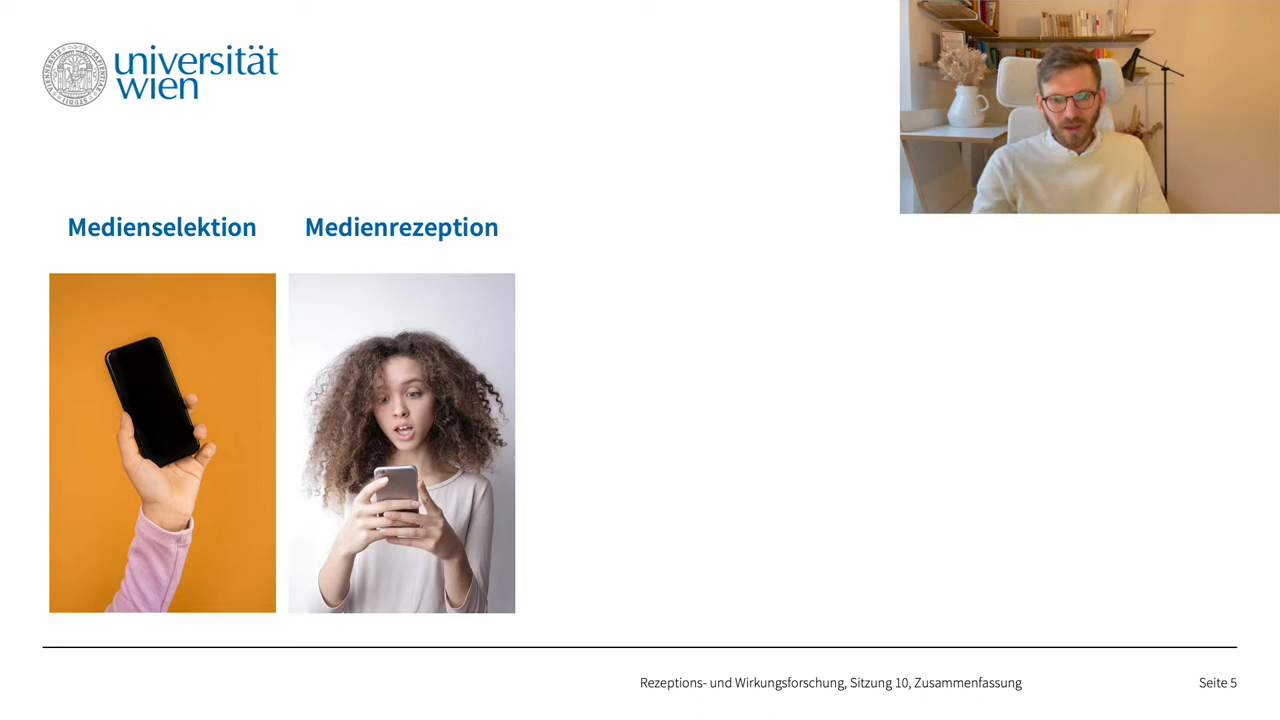 universität
wien
Medienselektion
Medienrezeption
Rezeptions- und Wirkungsforschung, Sitzung 10, Zusammenfassung
Seite 5